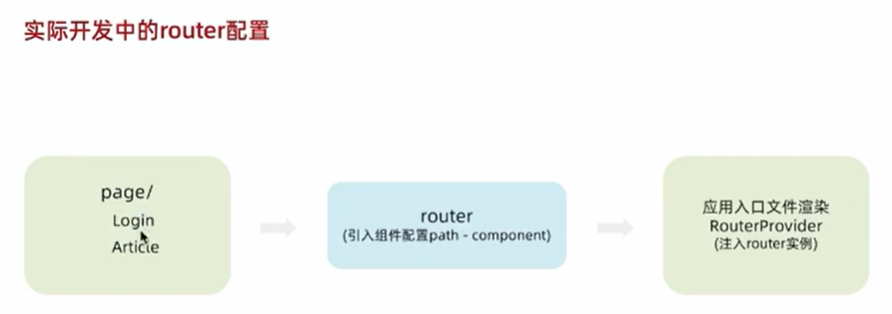 实际开发中的router配置
page/
Login
Article
router
(引入组件配置path - component)
应用入口文件渲染
RouterProvider
(注入router实例)